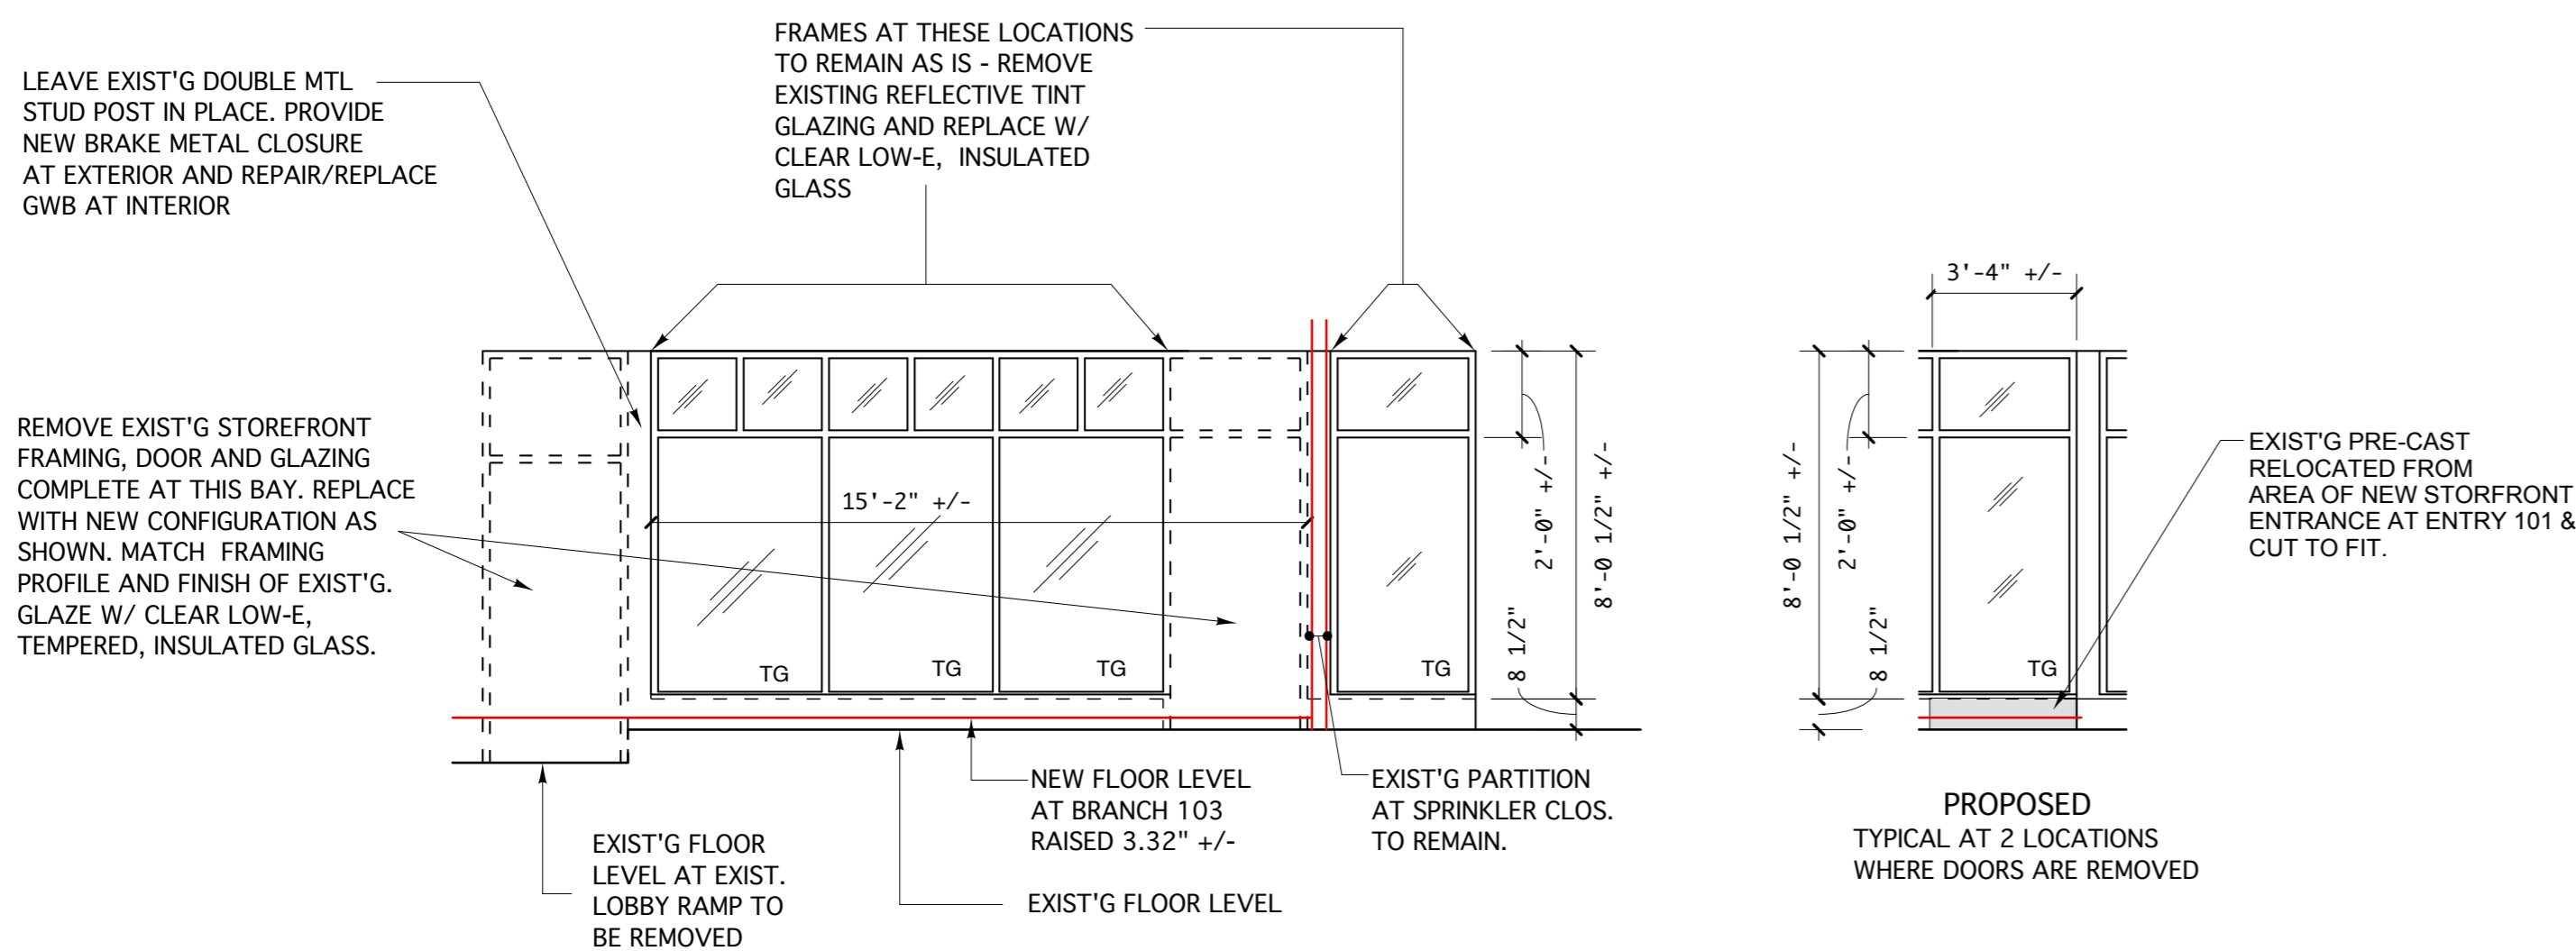 FRAMES AT THESE LOCATIONS
TO REMAIN AS IS - REMOVE
EXISTING REFLECTIVE TINT
GLAZING AND REPLACE W/
CLEAR LOW-E, INSULATED
GLASS
LEAVE EXIST'G DOUBLE MTL
STUD POST IN PLACE. PROVIDE
NEW BRAKE METAL CLOSURE
AT EXTERIOR AND REPAIR/REPLACE
GWB AT INTERIOR
REMOVE EXIST'G STOREFRONT
FRAMING, DOOR AND GLAZING
COMPLETE AT THIS BAY. REPLACE
WITH NEW CONFIGURATION AS
SHOWN. MATCH FRAMING
PROFILE AND FINISH OF EXIST'G.
GLAZE W/ CLEAR LOW-E,
TEMPERED, INSULATED GLASS.
15'-2" +/-
TG
TG
TG
TG
2'-0" +/-
8'-0 1/2" +/-
8 1/2"
3'-4" +/-
8'-0 1/2" +/-
2'-0" +/-
8 1/2"
TG
EXIST'G PRE-CAST
RELOCATED FROM
AREA OF NEW STORFRONT
ENTRANCE AT ENTRY 101 &
CUT TO FIT.
NEW FLOOR LEVEL
AT BRANCH 103
RAISED 3.32" +/-
EXIST'G PARTITION
AT SPRINKLER CLOS.
TO REMAIN.
EXIST'G FLOOR
LEVEL AT EXIST.
LOBBY RAMP TO
BE REMOVED
EXIST'G FLOOR LEVEL
PROPOSED
TYPICAL AT 2 LOCATIONS
WHERE DOORS ARE REMOVED